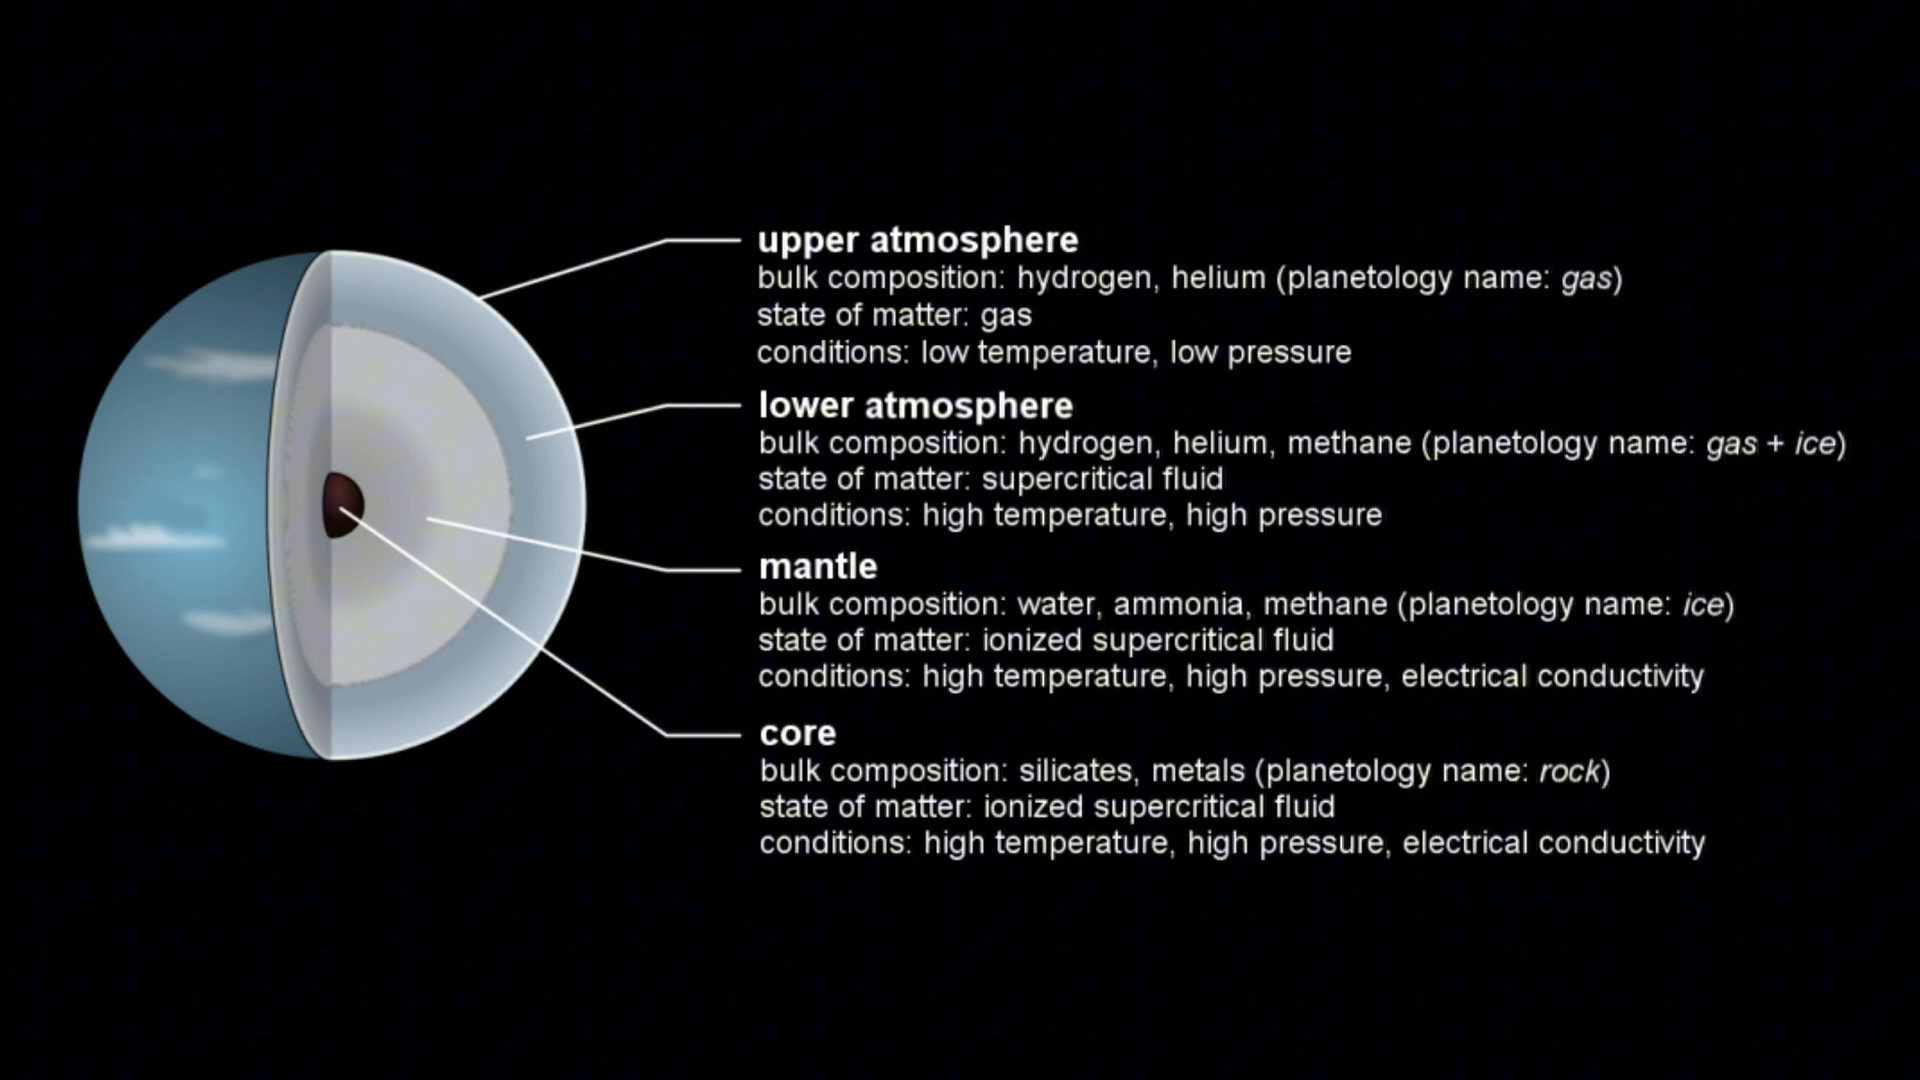 upper atmosphere
bulk composition: hydrogen, helium (planetology name: gas)
state of matter: gas
conditions: low temperature, low pressure
lower atmosphere
bulk composition: hydrogen, helium, methane (planetology name: gas + ice)
state of matter: supercritical fluid
conditions: high temperature, high pressure
mantle
bulk composition: water, ammonia, methane (planetology name: ice)
state of matter: ionized supercritical fluid
conditions: high temperature, high pressure, electrical conductivity
core
bulk composition: silicates, metals (planetology name: rock)
state of matter: ionized supercritical fluid
conditions: high temperature, high pressure, electrical conductivity